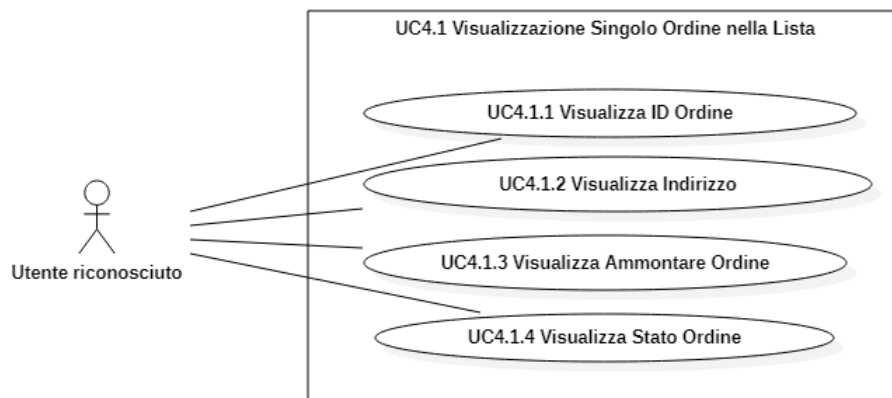 UC4.1 Visualizzazione Singolo Ordine nella Lista
UC4.1.1 Visualizza ID Ordine
UC4.1.2 Visualizza Indirizzo
UC4.1.3 Visualizza Ammontare Ordine
UC4.1.4 Visualizza Stato Ordine
Utente riconosciuto